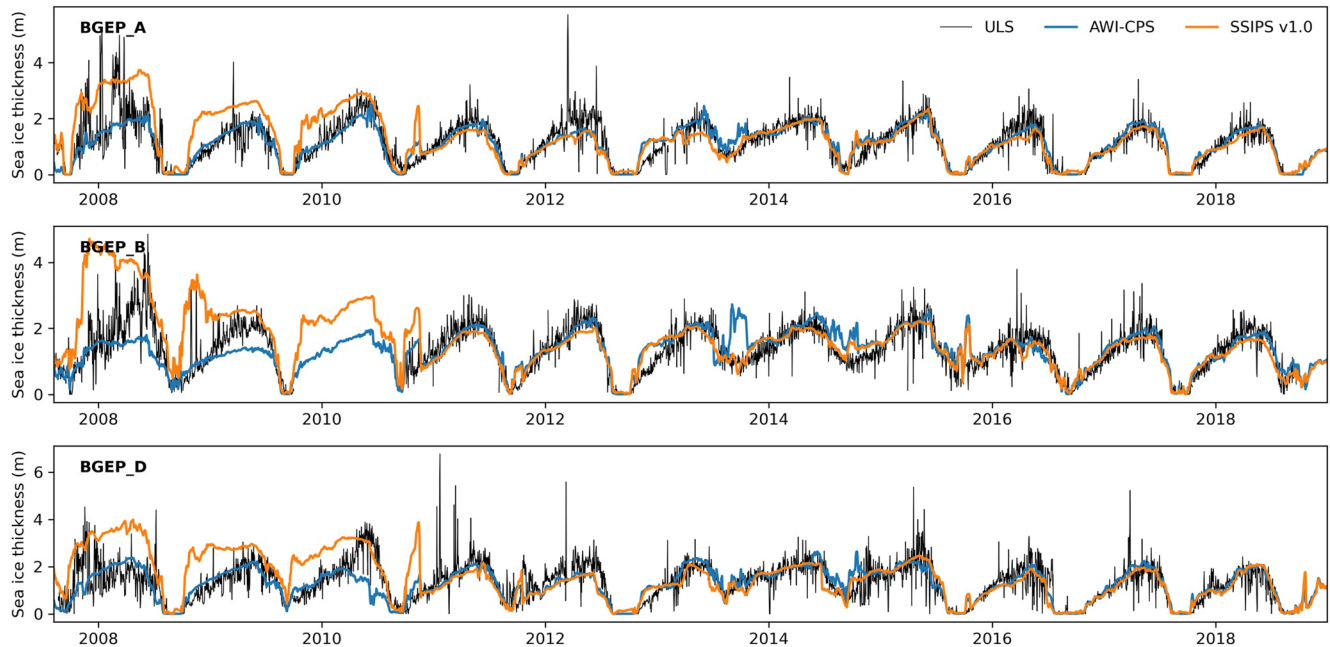 BGEP_A
ULS AWI-CPS SSIPS v1.0
Sea ice thickness (m)
4
2
0
2008 2010 2012 2014 2016 2018
BGEP_B
Sea ice thickness (m)
4
2
0
2008 2010 2012 2014 2016 2018
BGEP_D
Sea ice thickness (m)
6
4
2
0
2008 2010 2012 2014 2016 2018